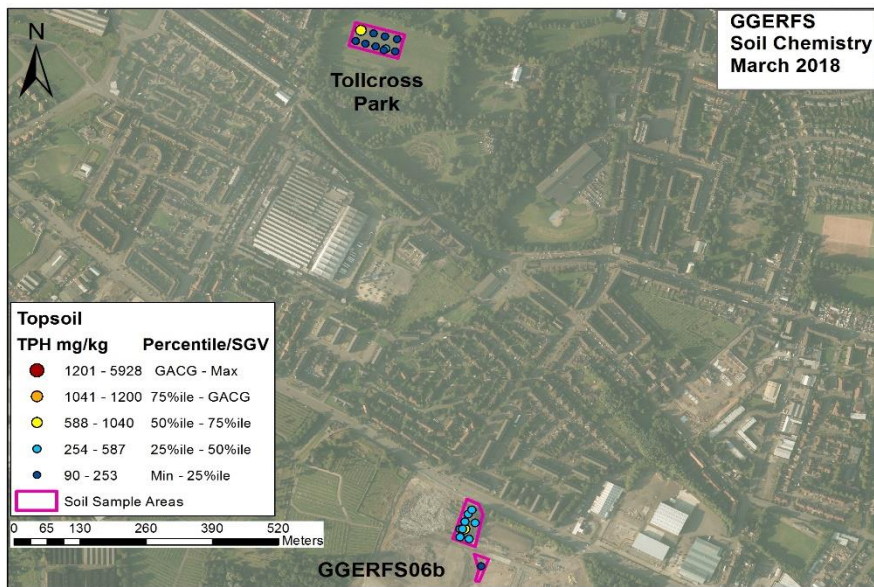 N
GGERFS
Soil Chemistry
March 2018
Tollcross
Park
Topsoil
TPH mg/kg Percentile/SGV
1201 - 5928 GACG - Max
1041 - 1200 75%ile - GACG
588 - 1040 50%ile - 75%ile
254 - 587 25%ile - 50%ile
90 - 253 Min - 25%ile
Soil Sample Areas
0 65 130 260 390 520
Meters
GGERFS06b